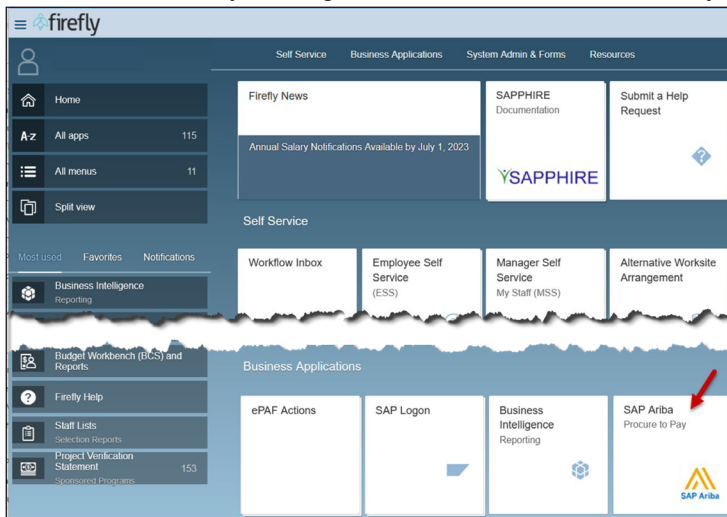 firefly
Self Service Business Applications System Admin & Forms Resources
Home
A-z All apps 115
All menus 11
Split view
Most used Favorites Notifications
Business Intelligence
Reporting
Budget Workbench (BCS) and
Reports
Firefly Help
Staff Lists
Selection Reports
Project Verification
Statement 153
Sponsored Programs
Firefly News
Annual Salary Notifications Available by July 1, 2023
SAPPHIRE
Documentation
SAPPHIRE
Submit a Help
Request
Self Service
Workflow Inbox
Employee Self
Service
(ESS)
Manager Self
Service
My Staff (MSS)
Alternative Worksite
Arrangement
Business Applications
ePAF Actions
SAP Logon
Business
Intelligence
Reporting
SAP Ariba
Procure to Pay
SAP Ariba